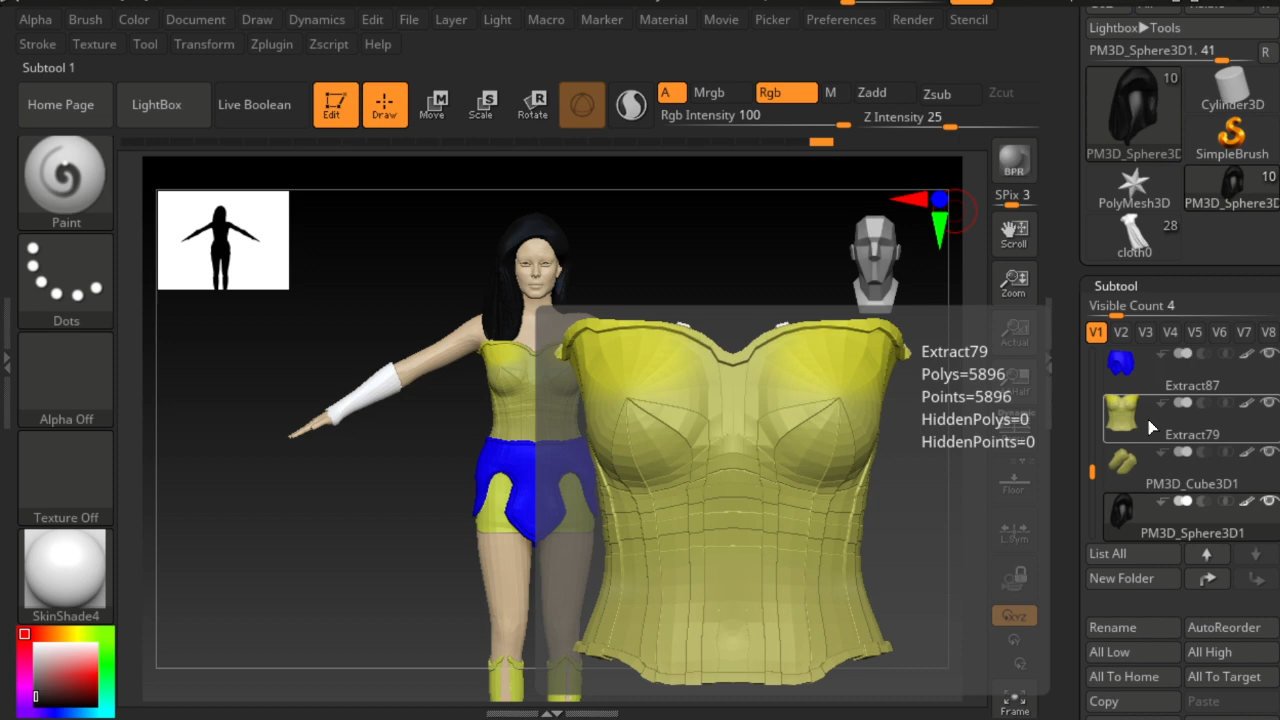 Alpha Brush Color Document Draw Dynamics Edit File Layer Light Macro Marker Material Movie Picker Preferences Render Stencil
Stroke Texture Tool Transform Zplugin Zscript Help
Subtool 1
Home Page LightBox Live Boolean Edit Draw Move Scale Rotate
A Mrgb Rgb M Zadd Zsub Zcut
Rgb Intensity 100 Z Intensity 25
Paint
Dots
Alpha Off
Texture Off
SkinShade4
BPR
SPix 3
Scroll
Zoom
Actual
Dynamic
Floor
L.Sym
XYZ
Frame
Extract79
Polys=5896
Points=5896
HiddenPolys=0
HiddenPoints=0
Lightbox▶Tools
PM3D_Sphere3D1. 41 R
10
PM3D_Sphere3D
Cylinder3D
SimpleBrush
PolyMesh3D
10
PM3D_Sphere3D
28
cloth0
Subtool
Visible Count 4
V1 V2 V3 V4 V5 V6 V7 V8
Extract87
Extract79
PM3D_Cube3D1
PM3D_Sphere3D1
List All
New Folder
Rename AutoReorder
All Low All High
All To Home All To Target
Copy Paste